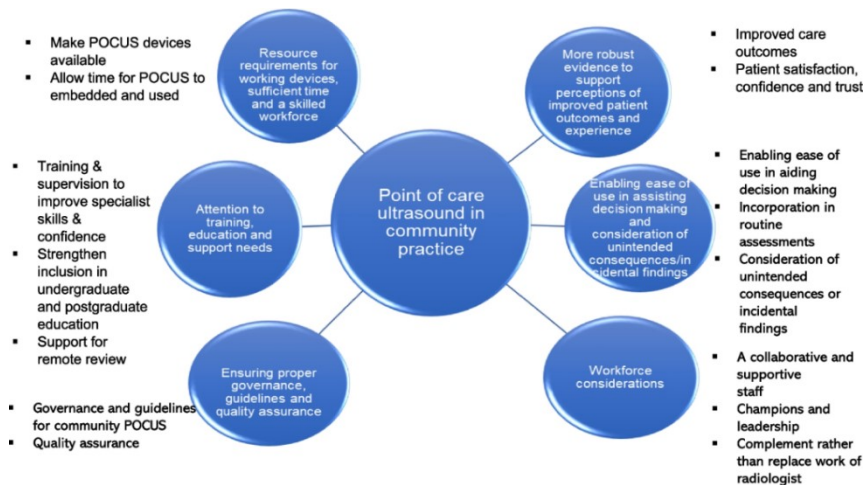 ▪ Make POCUS devices
available
▪ Allow time for POCUS to
embedded and used
Resource
requirements for
working devices,
sufficient time
and a skilled
workforce
More robust
evidence to
support
perceptions of
improved patient
outcomes and
experience
▪ Improved care
outcomes
▪ Patient satisfaction,
confidence and trust
▪ Training &
supervision to
improve specialist
skills &
confidence
▪ Strengthen
inclusion in
undergraduate
and postgraduate
education
▪ Support for
remote review
Attention to
training,
education and
support needs
Point of care
ultrasound in
community
practice
Enabling ease of
use in assisting
decision making
and
consideration of
unintended
consequences/in
cidental findings
▪ Enabling ease of
use in aiding
decision making
▪ Incorporation in
routine
assessments
▪ Consideration of
unintended
consequences or
incidental
findings
▪ Governance and guidelines
for community POCUS
▪ Quality assurance
Ensuring proper
governance,
guidelines and
quality assurance
Workforce
considerations
▪ A collaborative and
supportive
staff
▪ Champions and
leadership
▪ Complement rather
than replace work of
radiologist